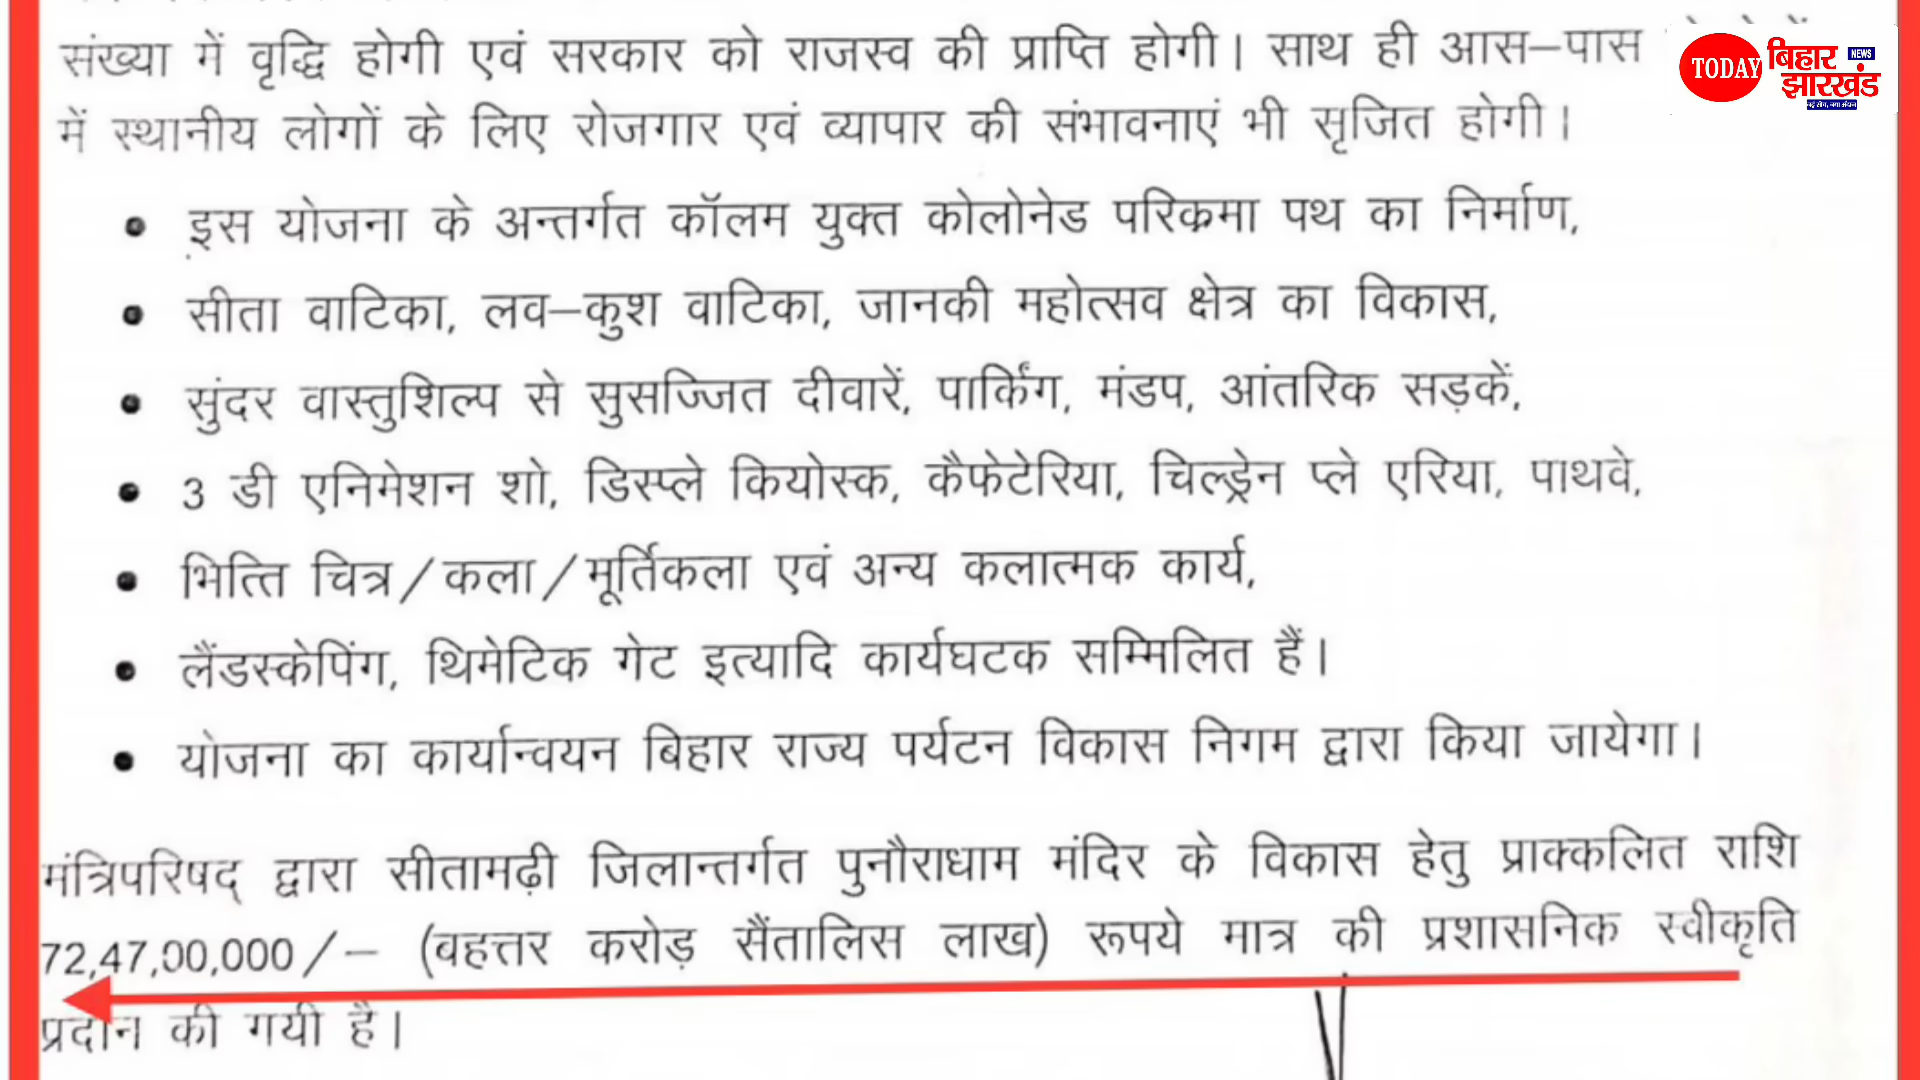 संख्या में वृद्धि होगी एवं सरकार को राजस्व की प्राप्ति होगी। साथ ही आस–पास
में स्थानीय लोगों के लिए रोजगार एवं व्यापार की संभावनाएं भी सृजित होगी।
• इस योजना के अन्तर्गत कॉलम युक्त कोलोनेड परिक्रमा पथ का निर्माण,
• सीता वाटिका, लव–कुश वाटिका, जानकी महोत्सव क्षेत्र का विकास,
• सुंदर वास्तुशिल्प से सुसज्जित दीवारें, पार्किंग, मंडप, आंतरिक सड़कें,
• 3 डी एनिमेशन शो, डिस्प्ले कियोस्क, कैफेटेरिया, चिल्ड्रेन प्ले एरिया, पाथवे,
• भित्ति चित्र/कला/मूर्तिकला एवं अन्य कलात्मक कार्य,
• लैंडस्केपिंग, थिमेटिक गेट इत्यादि कार्यघटक सम्मिलित हैं।
• योजना का कार्यान्वयन बिहार राज्य पर्यटन विकास निगम द्वारा किया जायेगा।
मंत्रिपरिषद् द्वारा सीतामढ़ी जिलान्तर्गत पुनौराधाम मंदिर के विकास हेतु प्राक्कलित राशि
72,47,00,000/– (वहत्तर करोड़ सैंतालिस लाख) रूपये मात्र की प्रशासनिक स्वीकृति
प्रदान की गयी है।
TODAY
बिहार NEWS
झारखंड